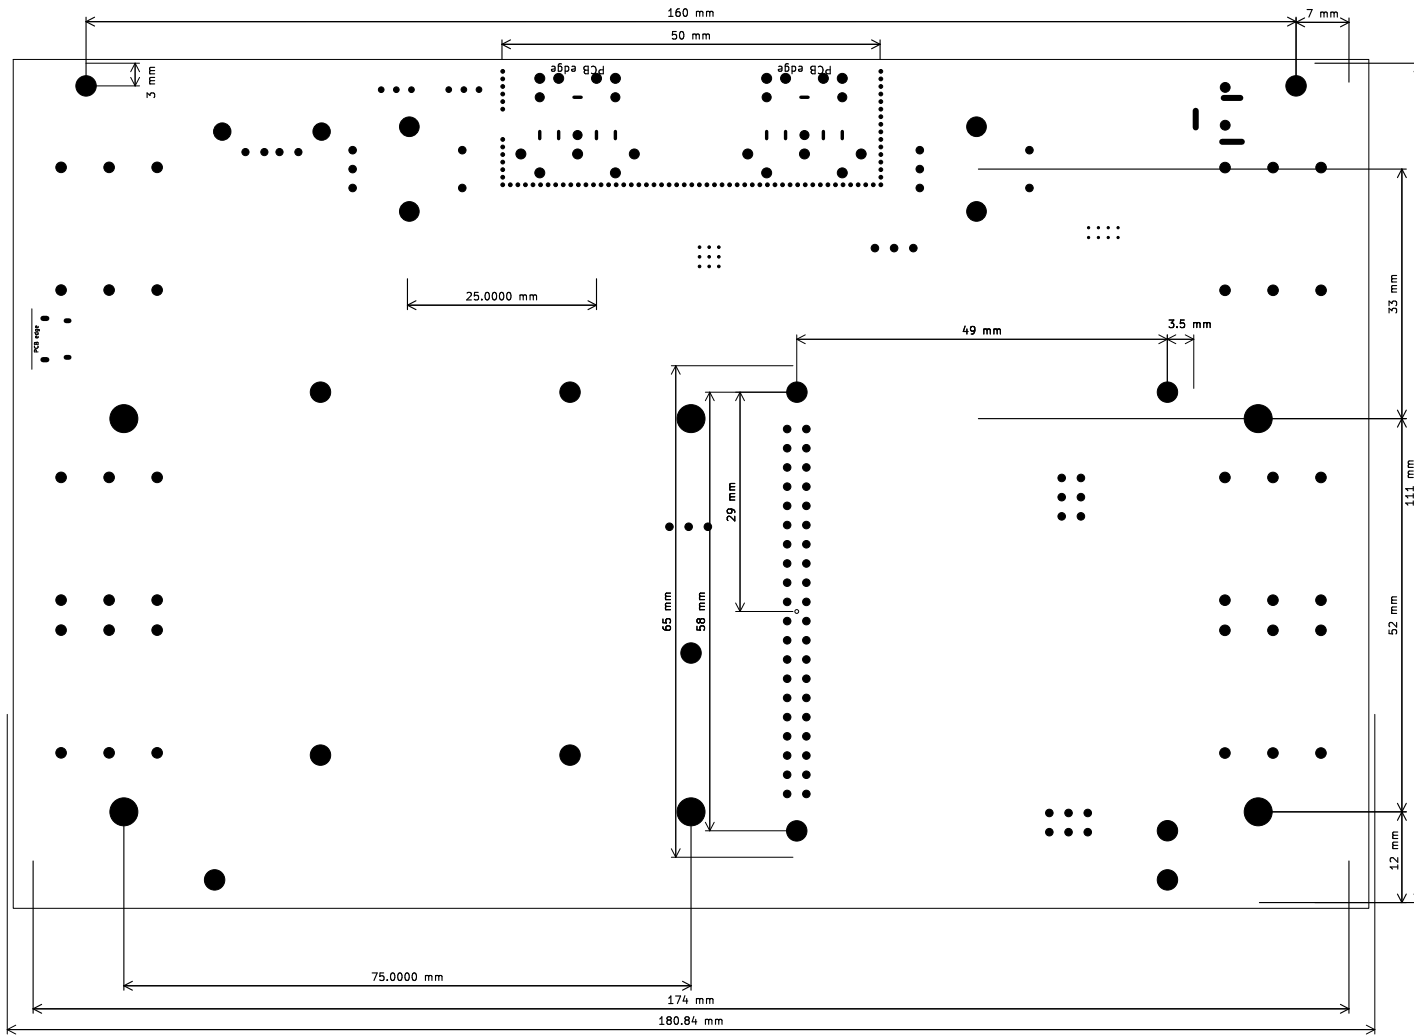 160 mm
7 mm
50 mm
PCB edge
PCB edge
3 mm
33 mm
25.0000 mm
49 mm
3.5 mm
PCB edge
29 mm
111 mm
65 mm
58 mm
52 mm
12 mm
75.0000 mm
174 mm
180.84 mm